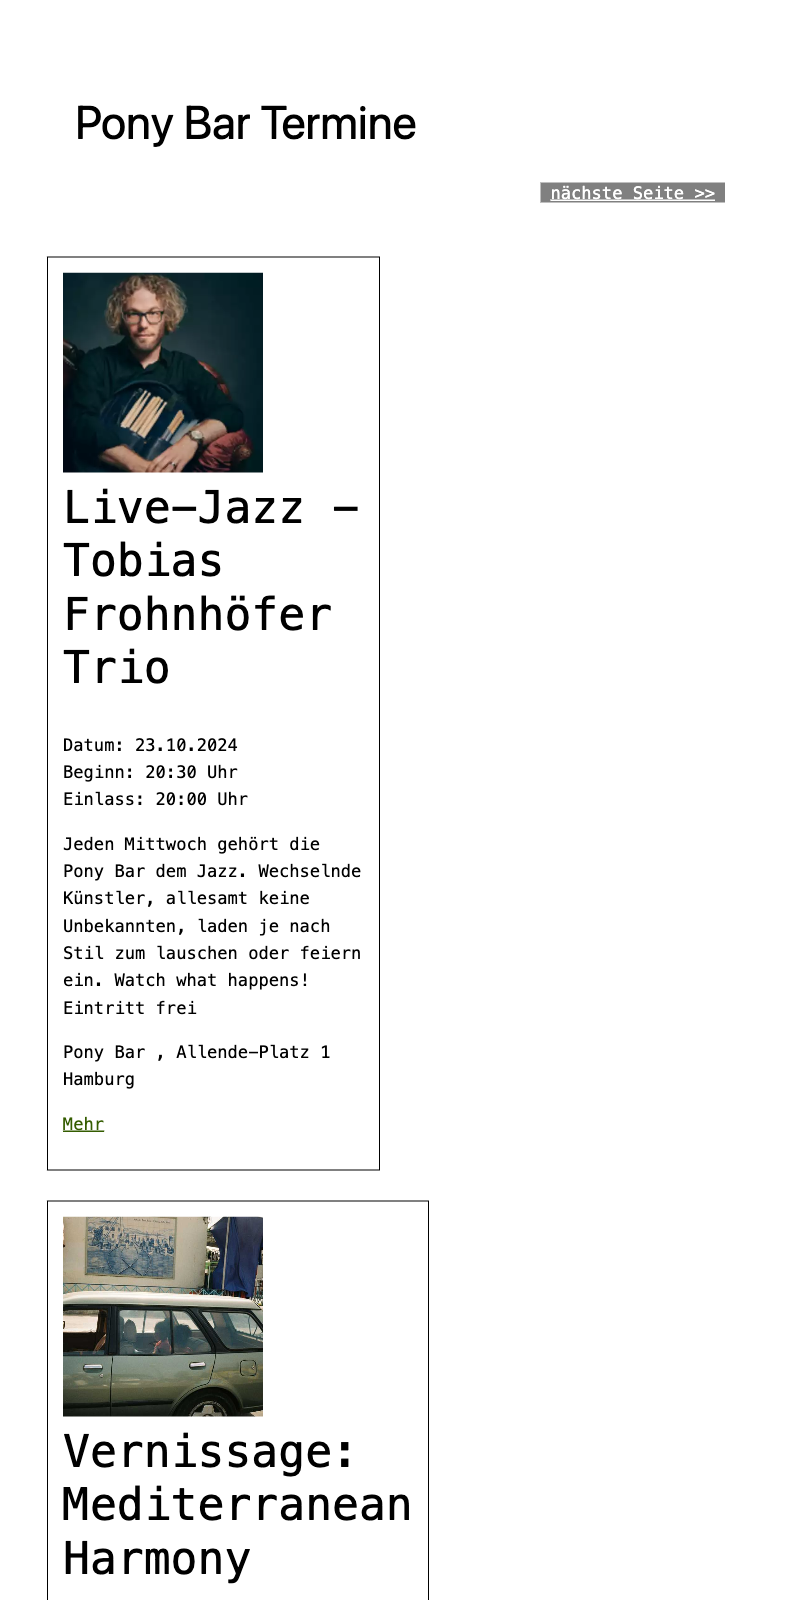 Pony Bar Termine
nächste Seite >>
Live-Jazz -
Tobias
Frohnhöfer
Trio
Datum: 23.10.2024
Beginn: 20:30 Uhr
Einlass: 20:00 Uhr
Jeden Mittwoch gehört die
Pony Bar dem Jazz. Wechselnde
Künstler, allesamt keine
Unbekannten, laden je nach
Stil zum lauschen oder feiern
ein. Watch what happens!
Eintritt frei
Pony Bar , Allende-Platz 1
Hamburg
Mehr
Vernissage:
Mediterranean
Harmony